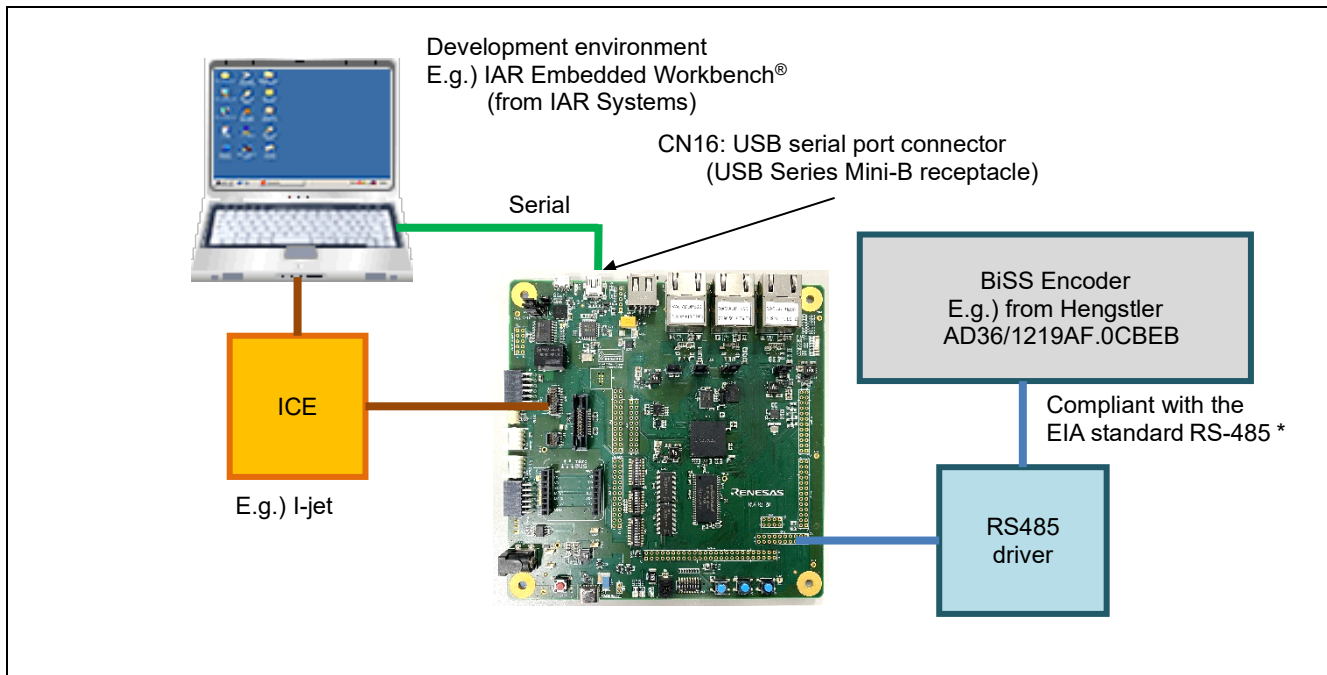 Development environment
E.g.) IAR Embedded Workbench®
(from IAR Systems)
CN16: USB serial port connector
(USB Series Mini-B receptacle)
Serial
BiSS Encoder
E.g.) from Hengstler
AD36/1219AF.0CBEB
ICE
Compliant with the
EIA standard RS-485 *
E.g.) I-jet
RENESAS
RS485
driver